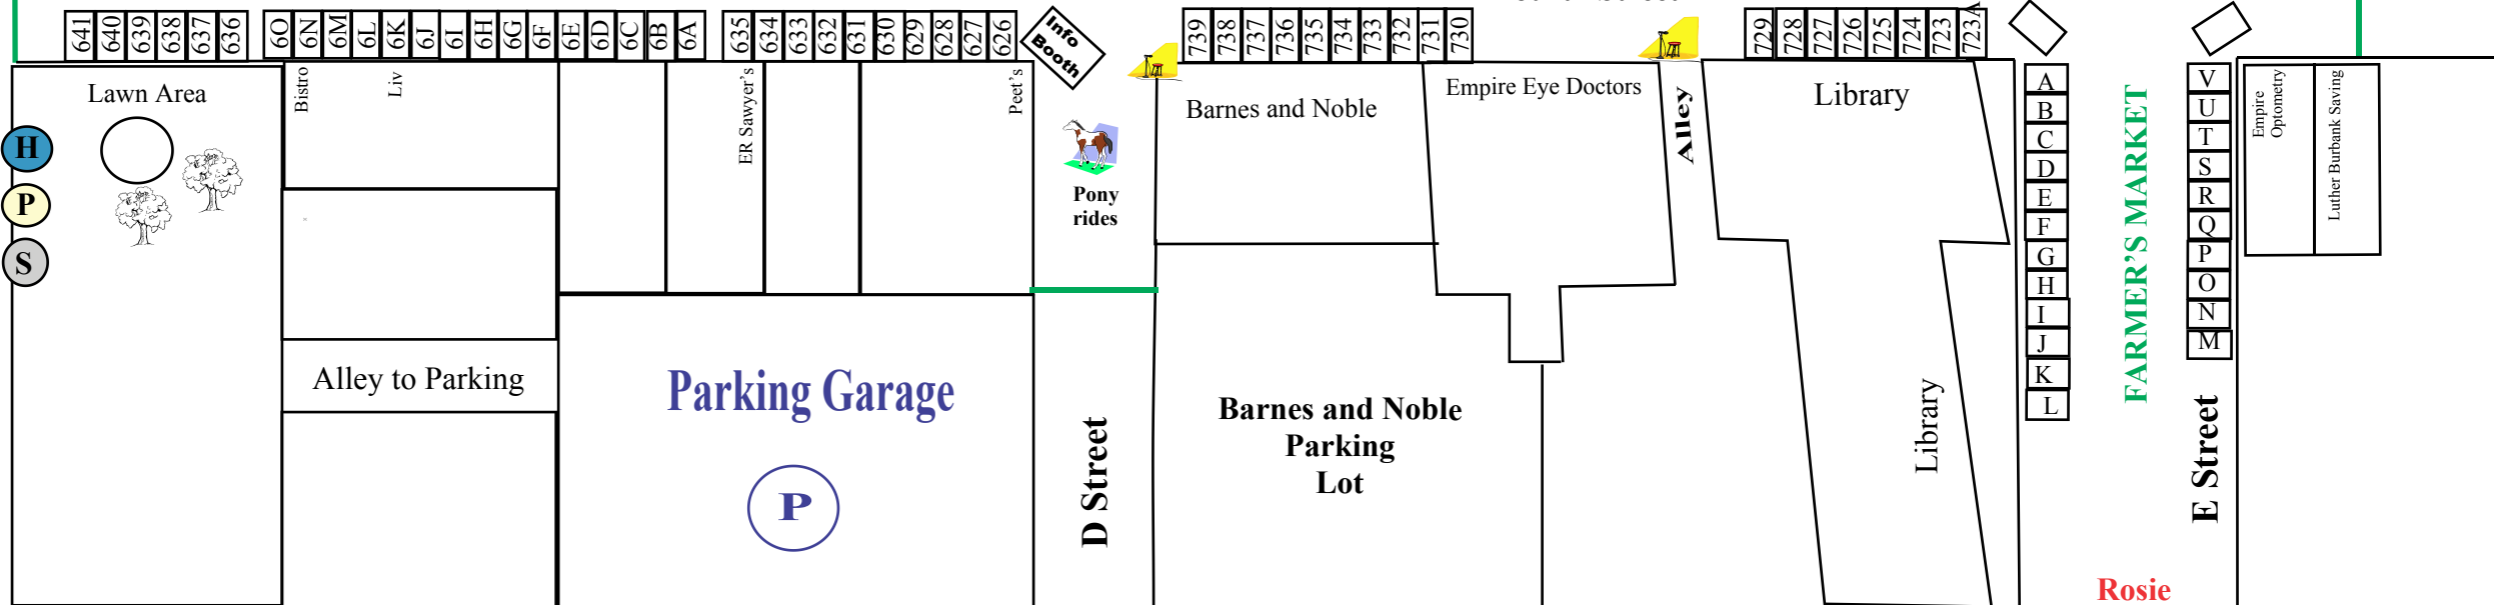 641
640
639
638
637
636
6O
6N
6M
6L
6K
6J
6I
6H
6G
6F
6E
6D
6C
6B
6A
635
634
633
632
631
630
629
628
627
626
Info
Booth
739
738
737
736
735
734
733
732
731
730
729
728
727
726
725
724
723
723A
Lawn Area
H
P
S
Bistro
Liv
ER Sawyer's
Peet's
Pony
rides
Barnes and Noble
Empire Eye Doctors
Alley
Library
A
B
C
D
E
F
G
H
I
J
K
L
FARMER'S MARKET
V
U
T
S
R
Q
P
O
N
M
Empire
Optometry
Luther Burbank Saving
Alley to Parking
Parking Garage
P
D Street
Barnes and Noble
Parking
Lot
Library
E Street
Rosie